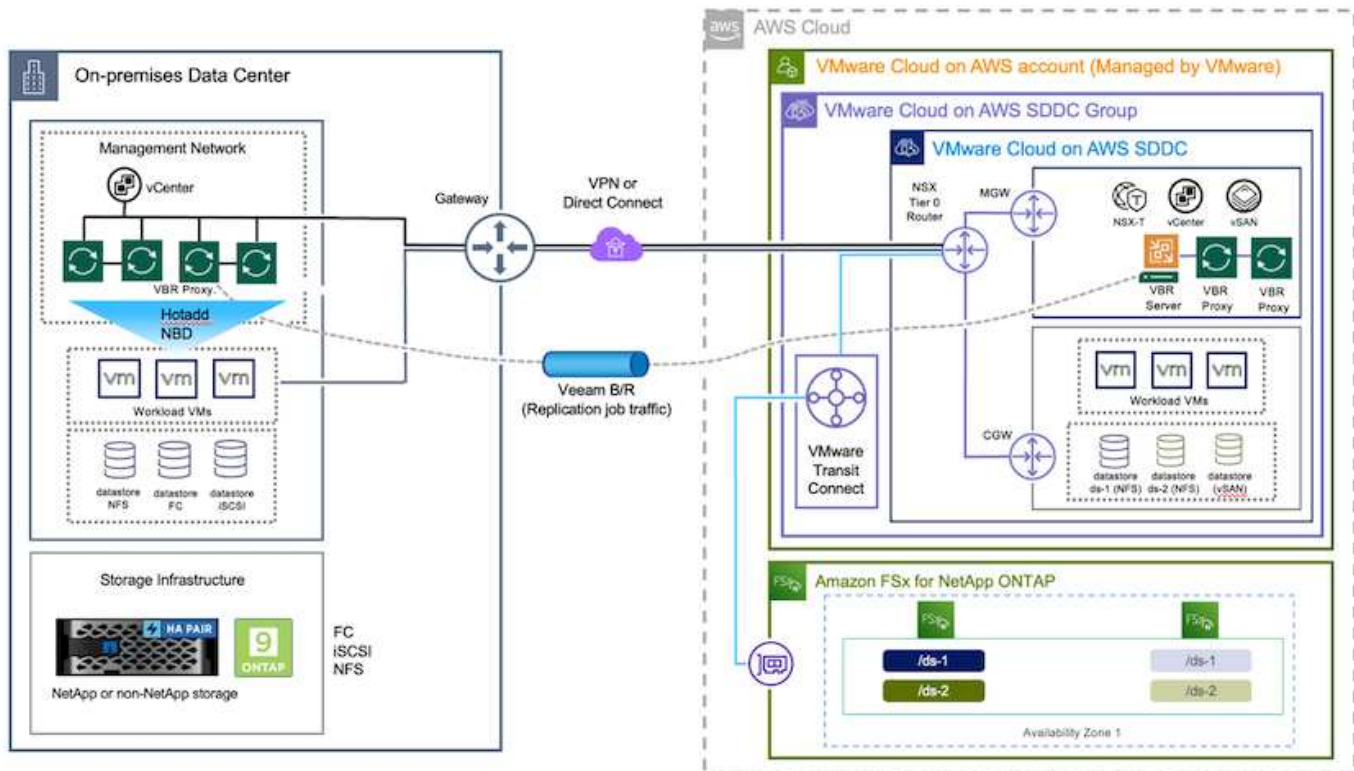 aws
AWS Cloud
On-premises Data Center
Management Network
vCenter
VBR Proxy.
Hotadd
NBD
vm
vm
vm
Workload VMs
datastore
NFS
datastore
FC
datastore
iSCSI
Storage Infrastructure
HA PAIR
9
ONTAP
NetApp or non-NetApp storage
FC
iSCSI
NFS
Gateway
VPN or
Direct Connect
Veeam B/R
(Replication job traffic)
VMware Cloud on AWS account (Managed by VMware)
VMware Cloud on AWS SDDC Group
VMware Cloud on AWS SDDC
NSX
Tier 0
Router
MGW
NSX-T
vCenter
vSAN
VBR
Server
VBR
Proxy
VBR
Proxy
VMware
Transit
Connect
CGW
vm
vm
vm
Workload VMs
datastore
ds-1 (NFS)
datastore
ds-2 (NFS)
datastore
(vSAN)
FSx
Amazon FSx for NetApp ONTAP
FSx
FSx
/ds-1
/ds-1
/ds-2
/ds-2
Availability Zone 1